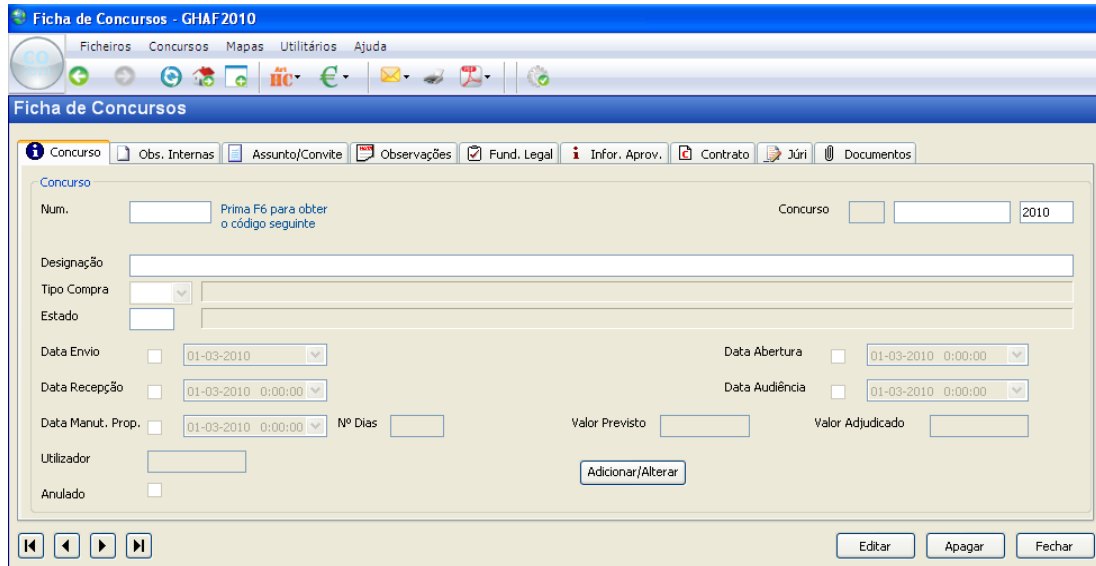 Ficha de Concursos - GHAF2010
CO
Ficheiros Concursos Mapas Utilitários Ajuda
Ficha de Concursos
Concurso Obs. Internas Assunto/Convite Observações Fund. Legal Infor. Aprov. Contrato Júri Documentos
Concurso
Num. Prima F6 para obter Concurso 2010
o código seguinte
Designação
Tipo Compra
Estado
Data Envio 01-03-2010 Data Abertura 01-03-2010 0:00:00
Data Recepção 01-03-2010 0:00:00 Data Audiência 01-03-2010 0:00:00
Data Manut. Prop. 01-03-2010 0:00:00 Nº Dias Valor Previsto Valor Adjudicado
Utilizador
Adicionar/Alterar
Anulado
Editar Apagar Fechar